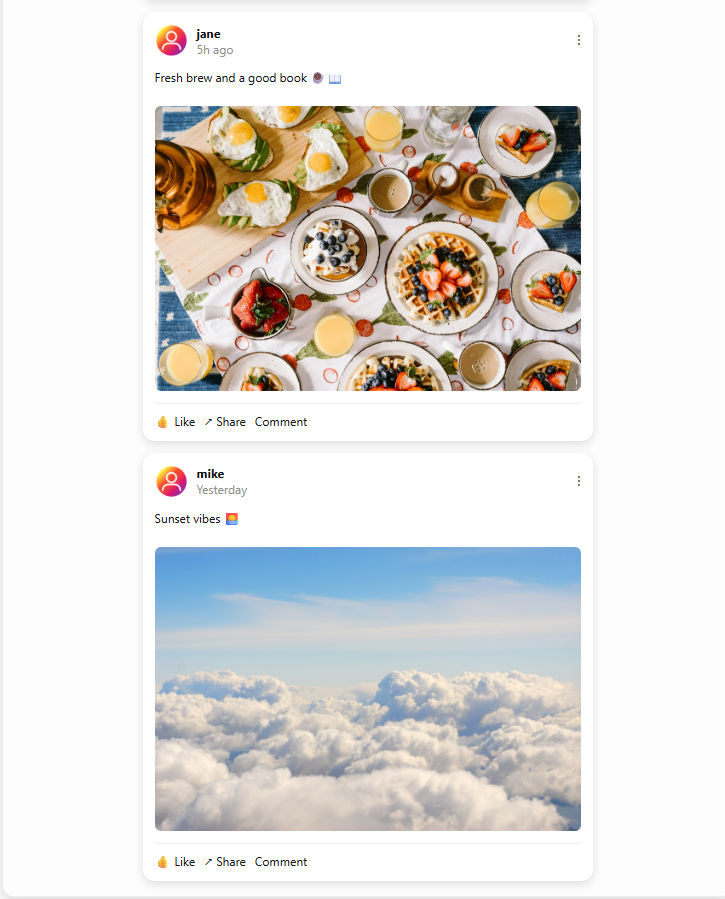 jane
5h ago
Fresh brew and a good book
Like Share Comment
mike
Yesterday
Sunset vibes
Like Share Comment